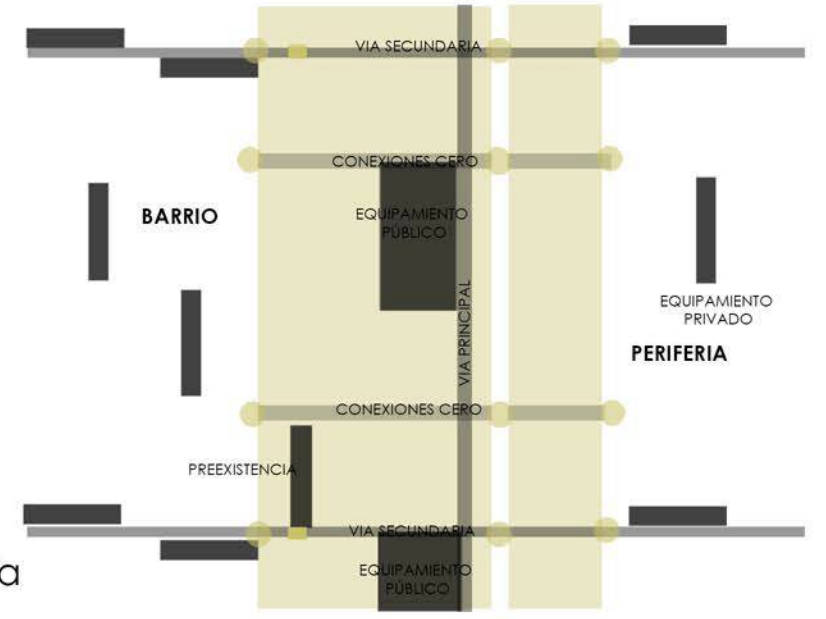 VIA SECUNDARIA
CONEXIONES CERO
BARRIO
EQUIPAMIENTO
PÚBLICO
VIA PRINCIPAL
EQUIPAMIENTO
PRIVADO
PERIFERIA
CONEXIONES CERO
PREEXISTENCIA
VIA SECUNDARIA
EQUIPAMIENTO
PÚBLICO
a